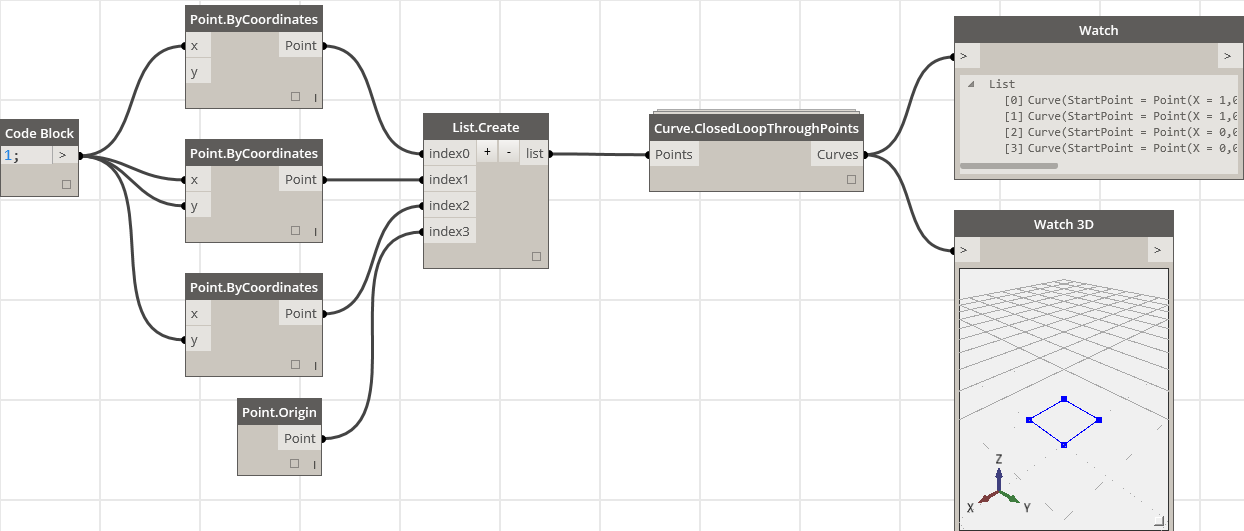 Code Block
1;
>
Point.ByCoordinates
x
Point
y
I
Point.ByCoordinates
x
Point
y
I
Point.ByCoordinates
x
Point
y
I
Point.Origin
Point
I
List.Create
index0 + - list
index1
index2
index3
Curve.ClosedLoopThroughPoints
Points
Curves
Watch
> >
List
[0] Curve(StartPoint = Point(X = 1,0
[1] Curve(StartPoint = Point(X = 1,0
[2] Curve(StartPoint = Point(X = 0,0
[3] Curve(StartPoint = Point(X = 0,0
Watch 3D
> >
Z
X
Y